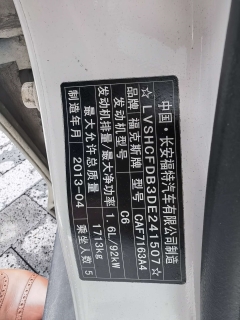 中国·长安福特汽车有限公司制造
☆LVSHCFDB3DE241507☆
品牌 福克斯牌 型号 CAF7163A4
发动机型号 C6
发动机排量/最大净功率 1.6L/92kW
最大允许总质量 1713kg
制造年月 2013-04 乘坐人数 5